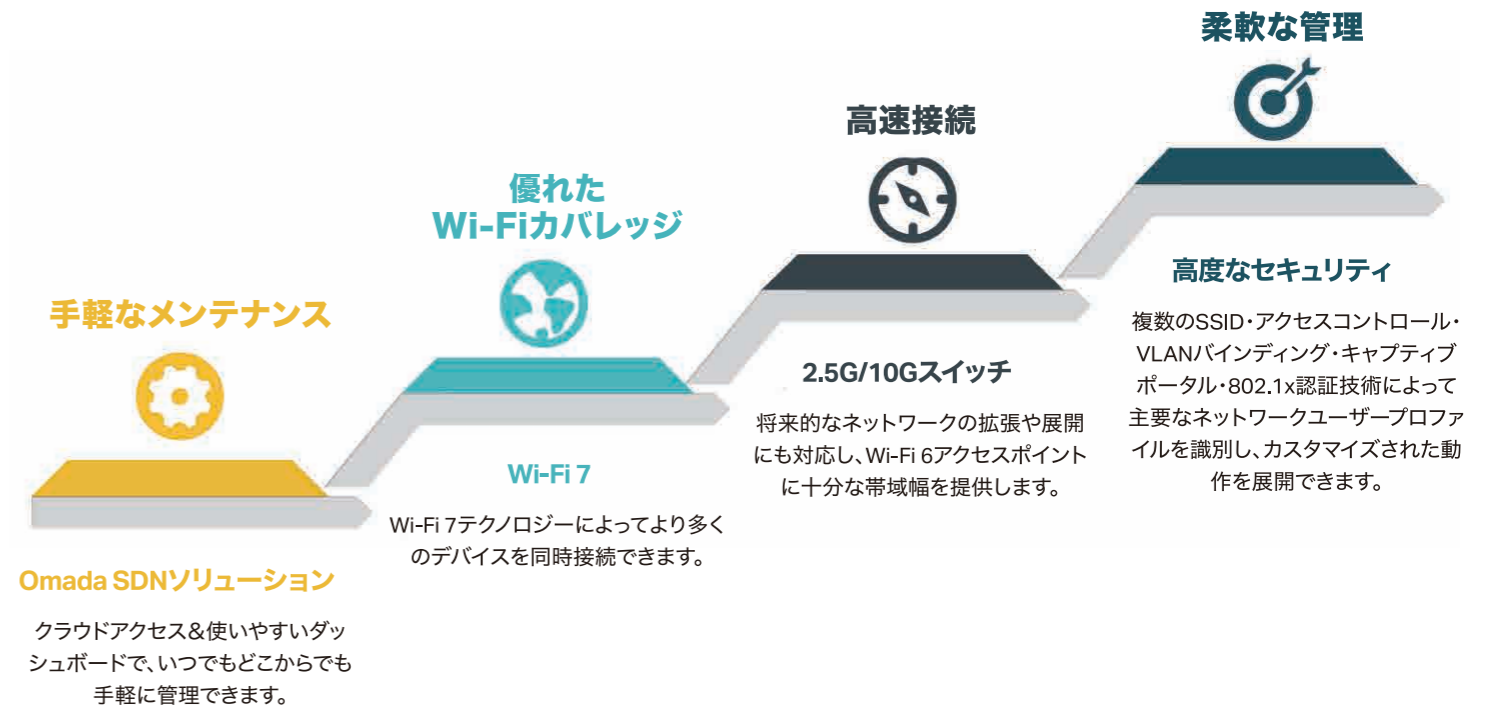 手軽なメンテナンス
Omada SDNソリューション
クラウドアクセス&使いやすいダッ
シュボードで、いつでもどこからでも
手軽に管理できます。
優れた
Wi-Fiカバレッジ
Wi-Fi 7
Wi-Fi 7テクノロジーによってより多く
のデバイスを同時接続できます。
高速接続
2.5G/10Gスイッチ
将来的なネットワークの拡張や展開
にも対応し、Wi-Fi 6アクセスポイント
に十分な帯域幅を提供します。
柔軟な管理
高度なセキュリティ
複数のSSID・アクセスコントロール・
VLANバインディング・キャプティブ
ポータル・802.1x認証技術によって
主要なネットワークユーザープロファ
イルを識別し、カスタマイズされた動
作を展開できます。